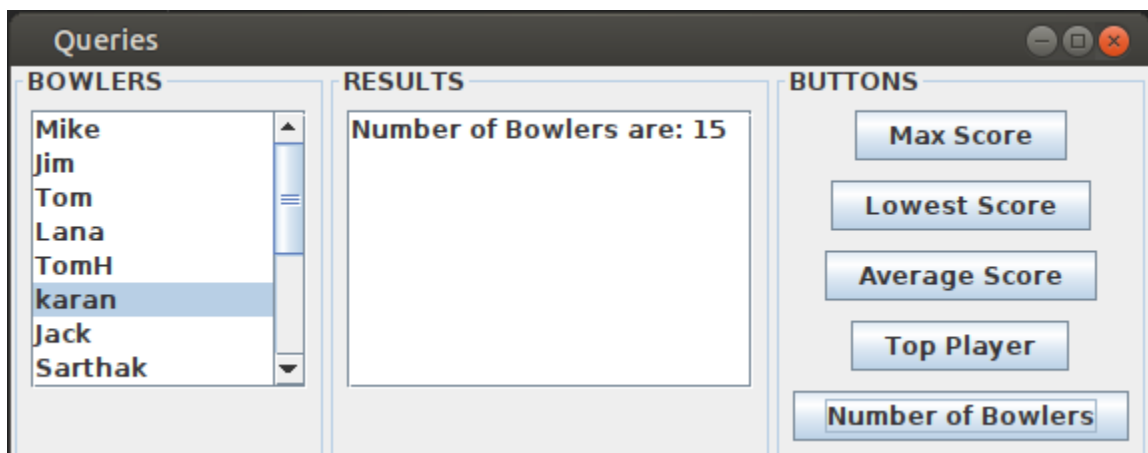 Queries
BOWLERS
Mike
Jim
Tom
Lana
TomH
karan
Jack
Sarthak
RESULTS
Number of Bowlers are: 15
BUTTONS
Max Score
Lowest Score
Average Score
Top Player
Number of Bowlers